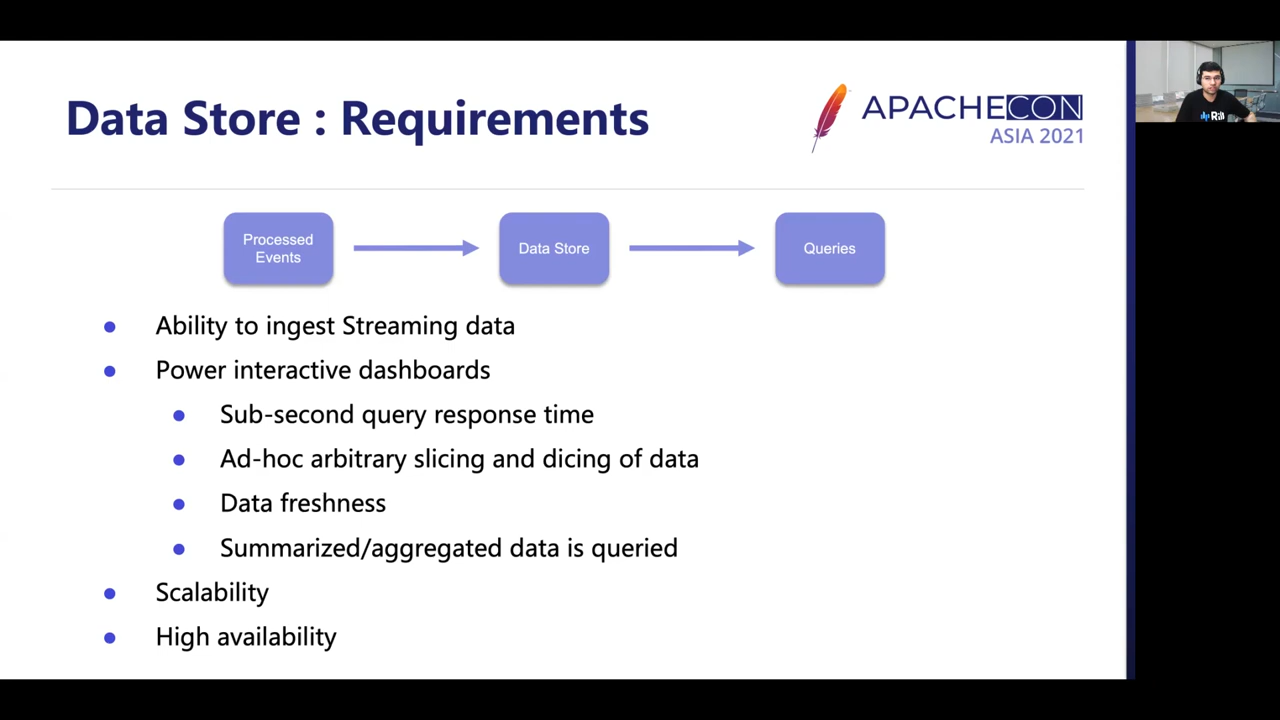 Data Store : Requirements
APACHECON
ASIA 2021
Processed
Events
Data Store
Queries
Ability to ingest Streaming data
Power interactive dashboards
Sub-second query response time
Ad-hoc arbitrary slicing and dicing of data
Data freshness
Summarized/aggregated data is queried
Scalability
High availability
Rill